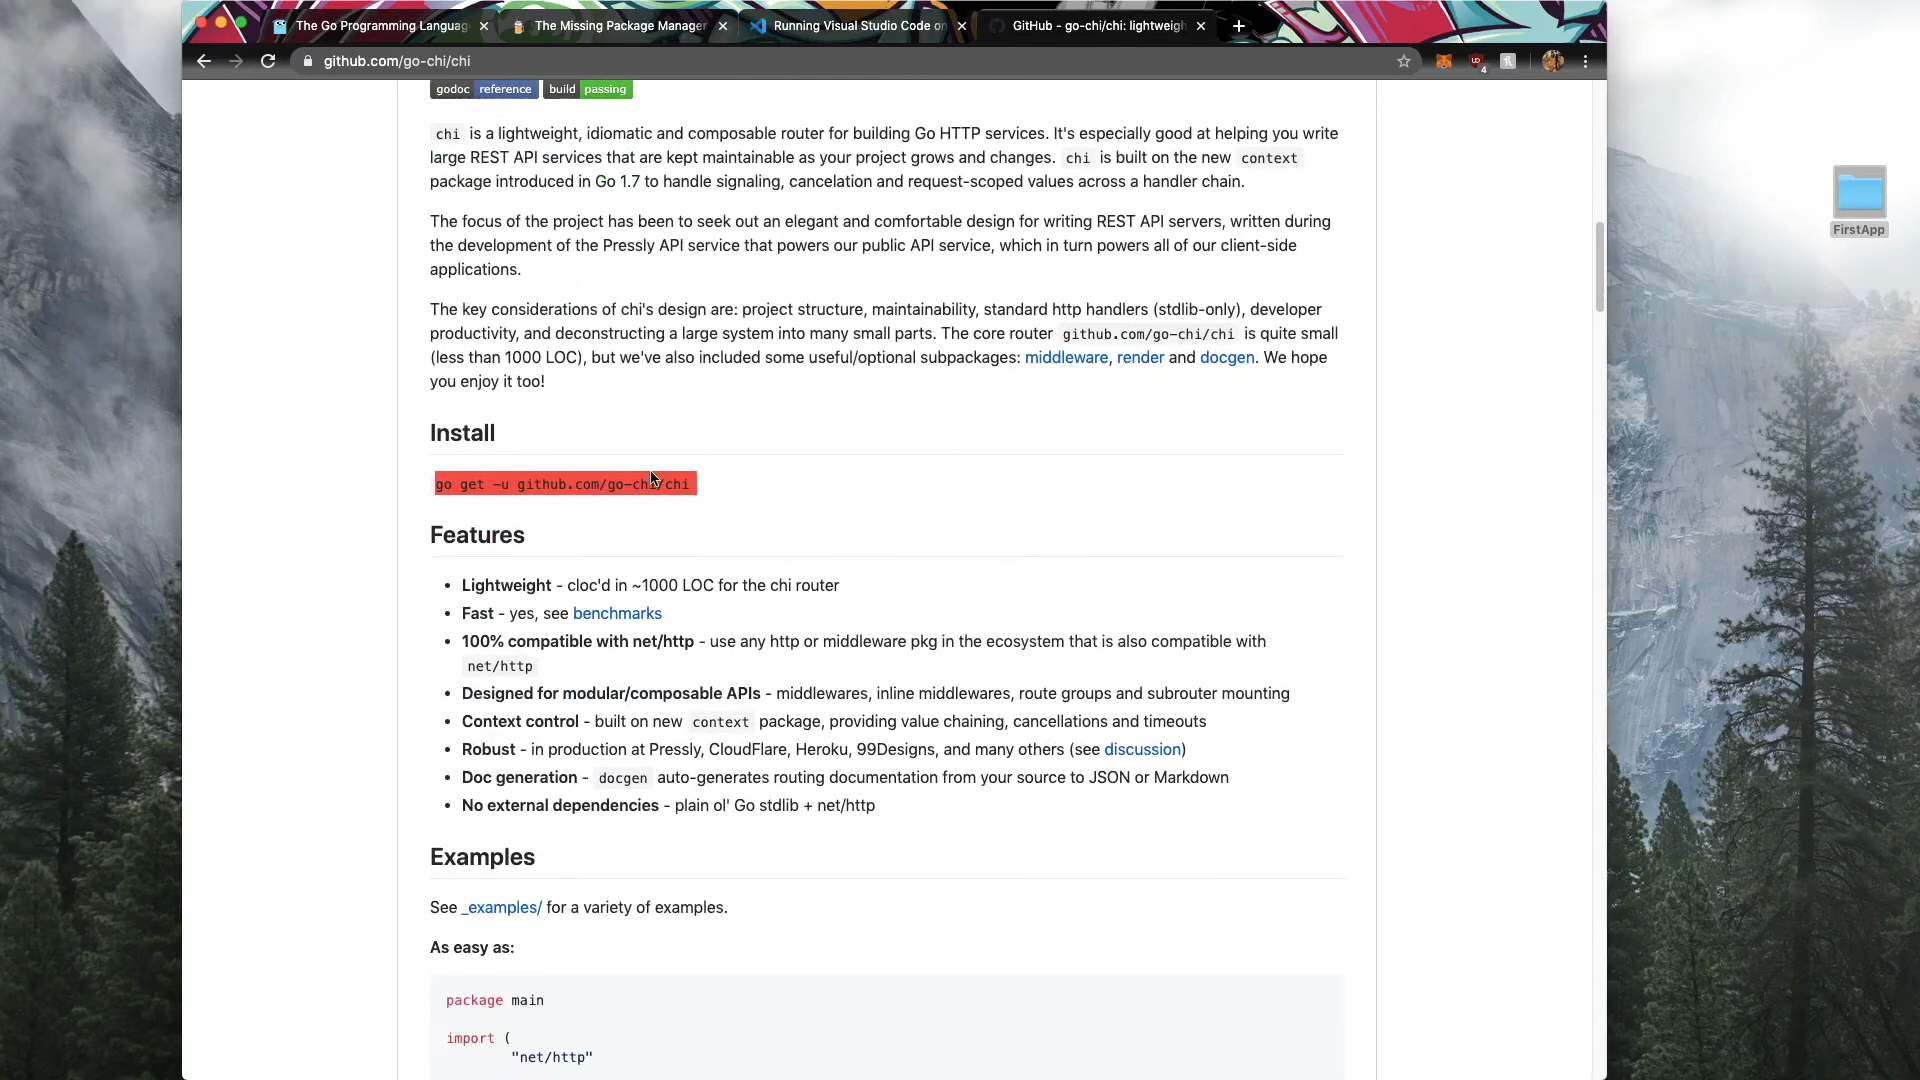 The Go Programming Langua
The Missing Package Manager
Running Visual Studio Code on
GitHub - go-chi/chi: lightweigh
github.com/go-chi/chi
4
godoc reference build passing
chi is a lightweight, idiomatic and composable router for building Go HTTP services. It's especially good at helping you write
large REST API services that are kept maintainable as your project grows and changes. chi is built on the new context
package introduced in Go 1.7 to handle signaling, cancelation and request-scoped values across a handler chain.
The focus of the project has been to seek out an elegant and comfortable design for writing REST API servers, written during
the development of the Pressly API service that powers our public API service, which in turn powers all of our client-side
applications.
The key considerations of chi's design are: project structure, maintainability, standard http handlers (stdlib-only), developer
productivity, and deconstructing a large system into many small parts. The core router github.com/go-chi/chi is quite small
(less than 1000 LOC), but we've also included some useful/optional subpackages: middleware, render and docgen. We hope
you enjoy it too!
Install
go get -u github.com/go-chi/chi
Features
• Lightweight - cloc'd in ~1000 LOC for the chi router
• Fast - yes, see benchmarks
• 100% compatible with net/http - use any http or middleware pkg in the ecosystem that is also compatible with
net/http
• Designed for modular/composable APIs - middlewares, inline middlewares, route groups and subrouter mounting
• Context control - built on new context package, providing value chaining, cancellations and timeouts
• Robust - in production at Pressly, CloudFlare, Heroku, 99Designs, and many others (see discussion)
• Doc generation - docgen auto-generates routing documentation from your source to JSON or Markdown
• No external dependencies - plain ol' Go stdlib + net/http
Examples
See _examples/ for a variety of examples.
As easy as:
package main
import (
"net/http"
FirstApp